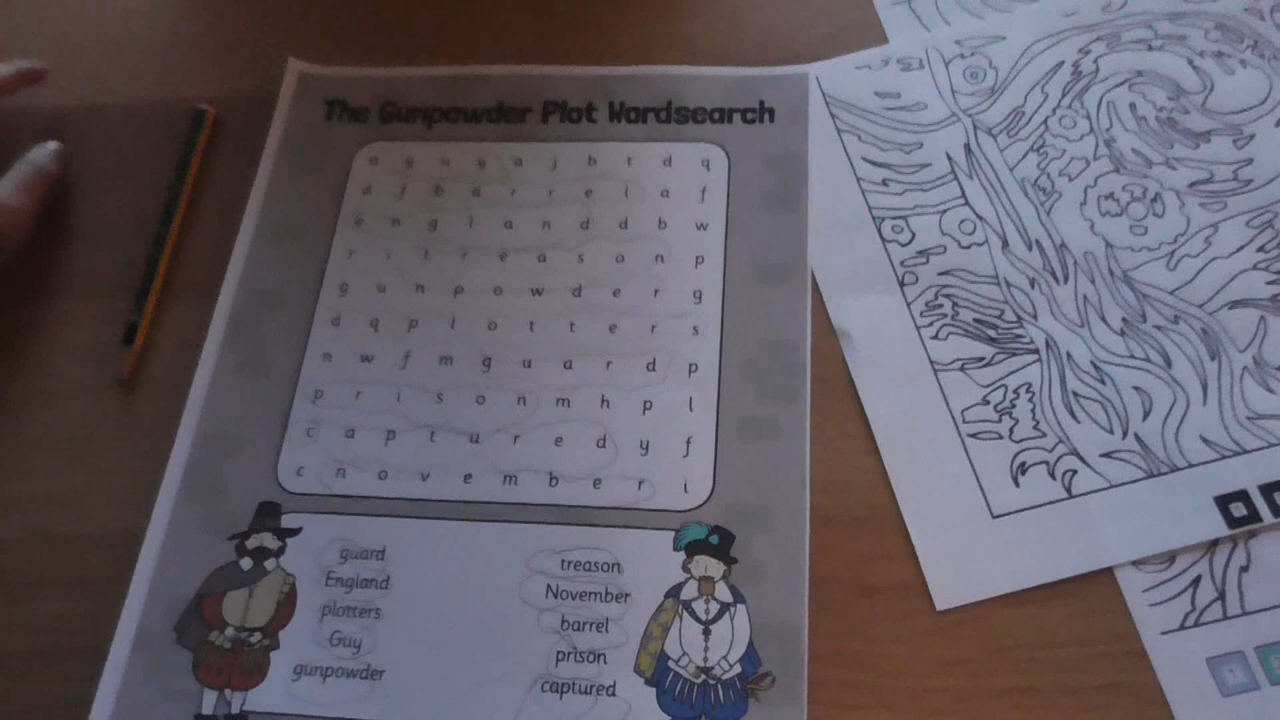 The Gunpowder Plot Wordsearch
a g u y a j b t d q
d f b a r r e l a f
e n g l a n d d b w
r i t r e a s o n p
g u n p o w d e r g
d q p l o t t e r s
n w f m g u a r d p
p r i s o n m h p l
c a p t u r e d y f
c n o v e m b e r i
guard
England
plotters
Guy
gunpowder
treason
November
barrel
prison
captured